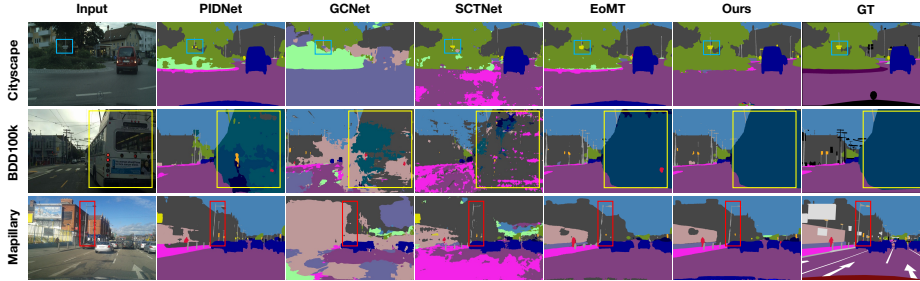 Input PIDNet GCNet SCTNet EoMT Ours GT
Cityscape
BDD100k
Mapillary